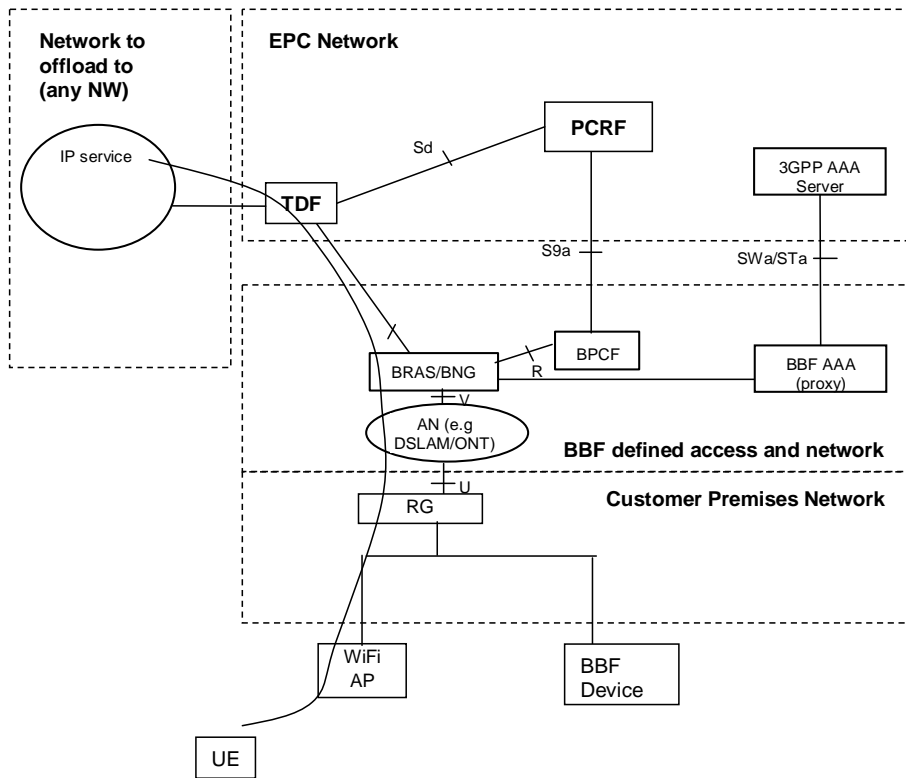 Network to
offload to
(any NW)
EPC Network
IP service
PCRF
Sd
3GPP AAA
Server
TDF
S9a
SWa/STa
BPCF
R
BRAS/BNG
BBF AAA
(proxy)
V
AN (e.g
DSLAM/ONT)
BBF defined access and network
U
Customer Premises Network
RG
WiFi
AP
BBF
Device
UE